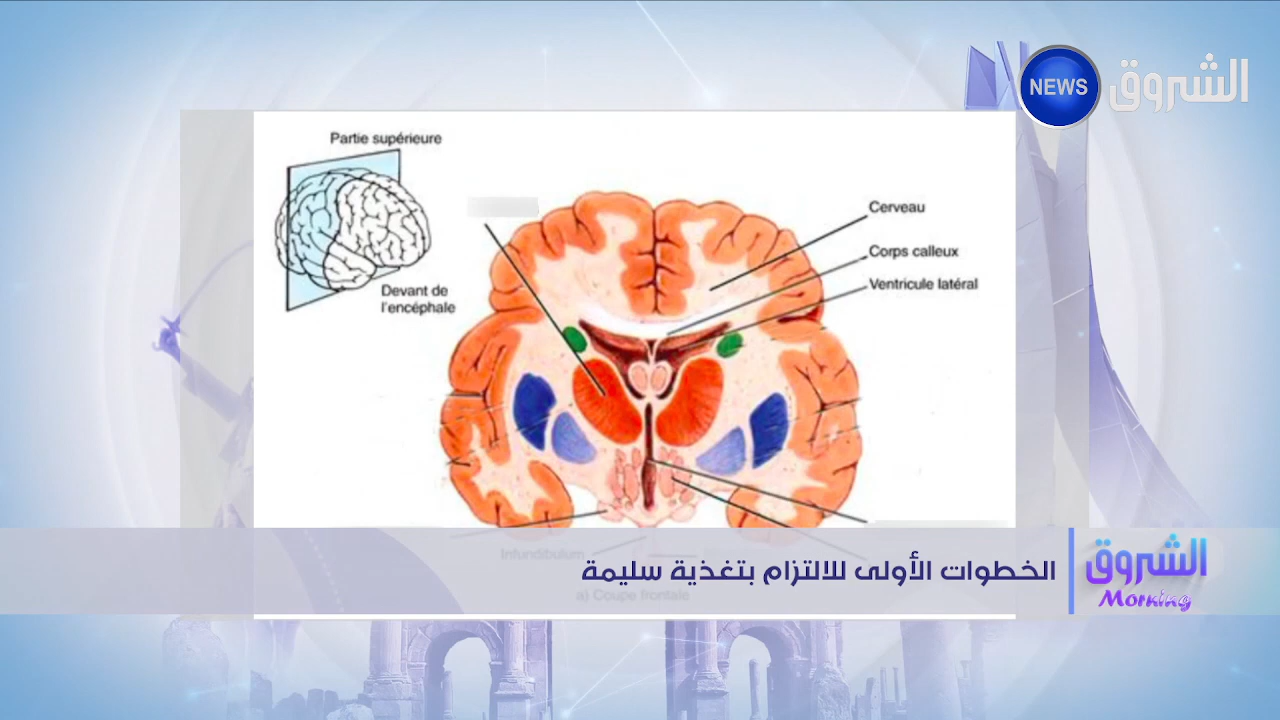 NEWS الشروق
Partie supérieure
Devant de
l'encéphale
Cerveau
Corps calleux
Ventricule latéral
Infundibulum
a) Coupe frontale
الخطوات الأولى للالتزام بتغذية سليمة
الشروق
Morning